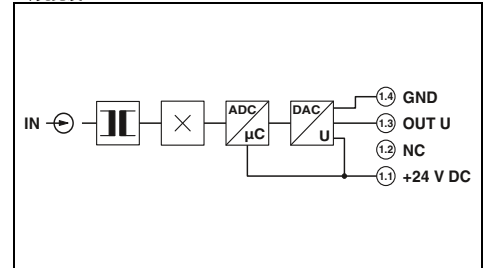 IN
ADC
µC
DAC
U
1.4 GND
1.3 OUT U
1.2 NC
1.1 +24 V DC